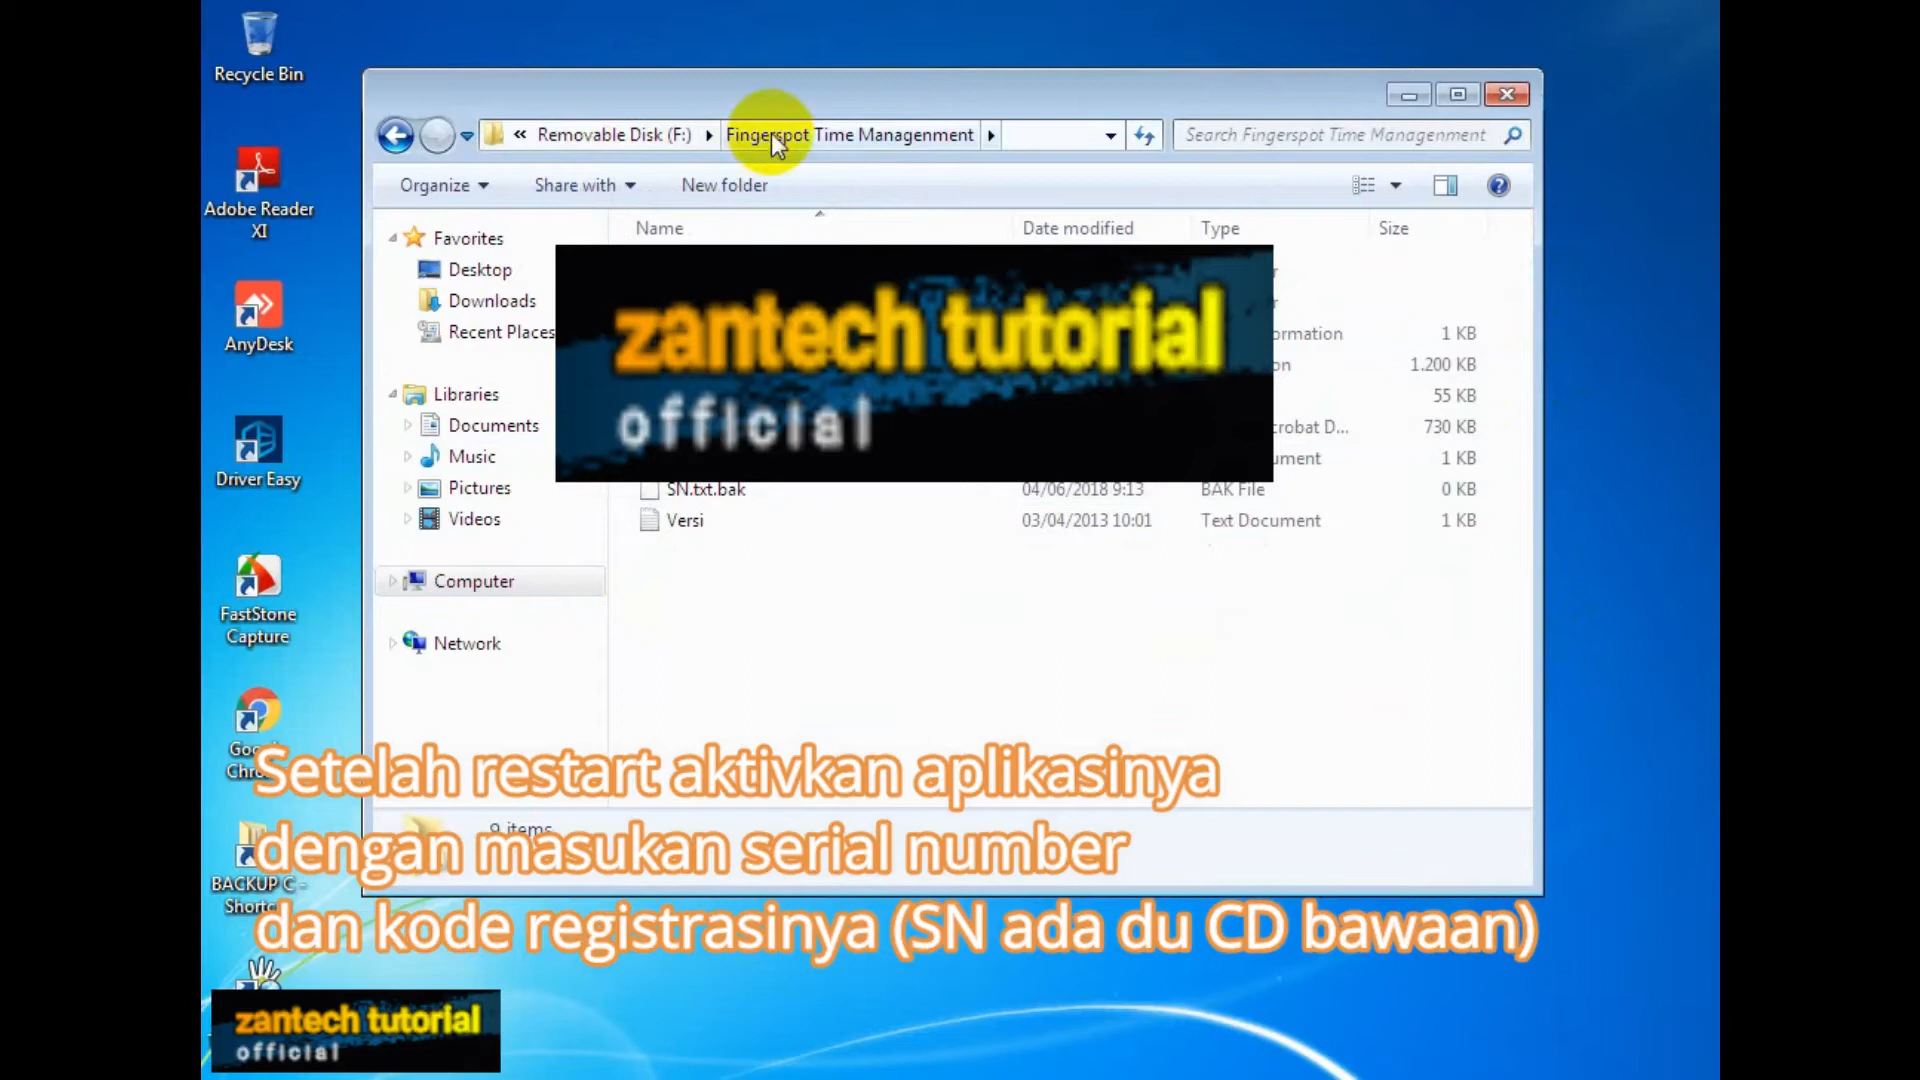 Recycle Bin
Adobe Reader
XI
AnyDesk
Driver Easy
FastStone
Capture
BACKUP C -
« Removable Disk (F:) Fingerspot Time Managenment
Search Fingerspot Time Managenment
Organize Share with New folder
Name Date modified Type Size
Favorites
Desktop
Downloads
Recent Places
Libraries
Documents
Music
Pictures
Videos
Computer
Network
1 KB
1.200 KB
55 KB
730 KB
1 KB
SN.txt.bak 04/06/2018 9:13 BAK File 0 KB
Versi 03/04/2013 10:01 Text Document 1 KB
zantech tutorial
official
9 items
Setelah restart aktivkan aplikasinya
dengan masukan serial number
dan kode registrasinya (SN ada du CD bawaan)
zantech tutorial
official